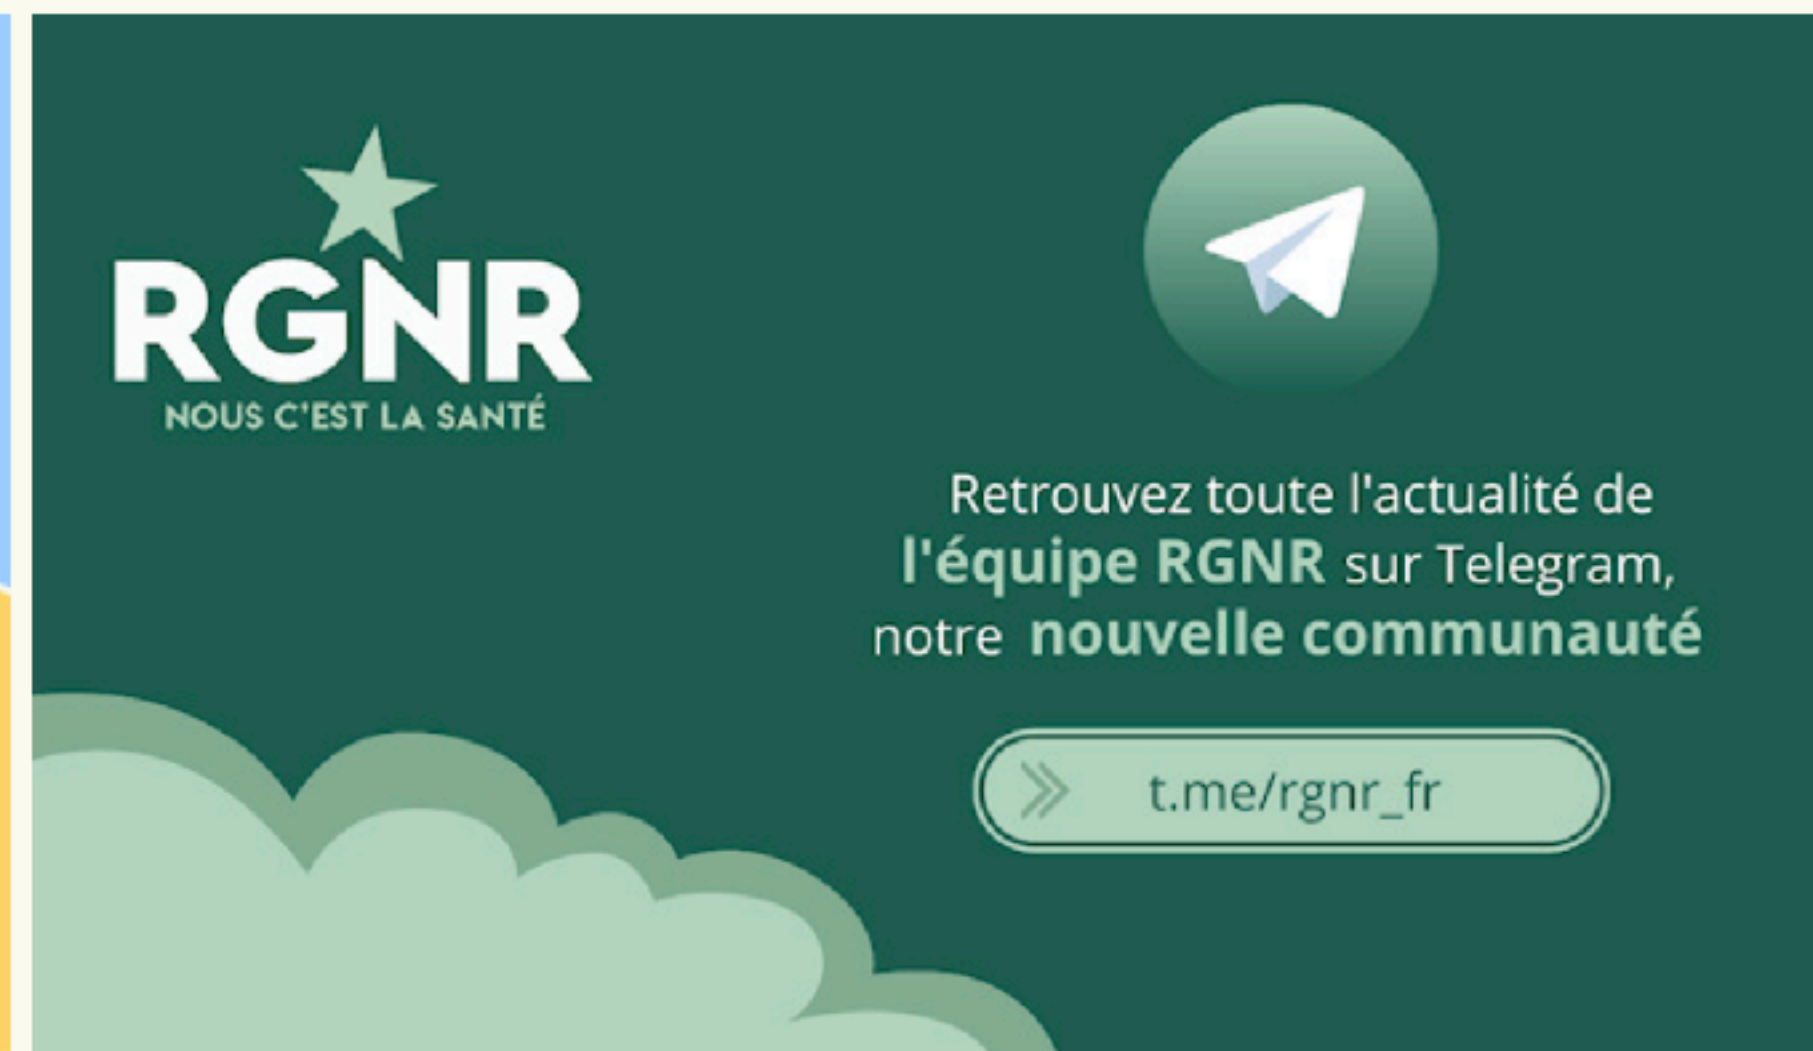 RGNR
NOUS C'EST LA SANTÉ
Retrouvez toute l'actualité de
l'équipe RGNR sur Telegram,
notre nouvelle communauté
t.me/rgnr_fr